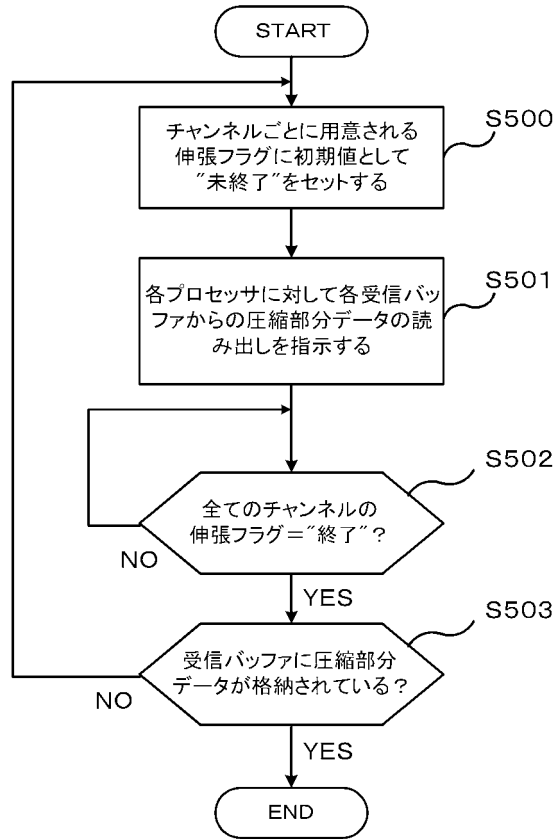 START
チャンネルごとに用意される
伸張フラグに初期値として
"未終了"をセットする
S500
各プロセッサに対して各受信バッ
ファからの圧縮部分データの読
み出しを指示する
S501
全てのチャンネルの
伸張フラグ="終了"?
S502
NO
YES
受信バッファに圧縮部分
データが格納されている?
S503
NO
YES
END